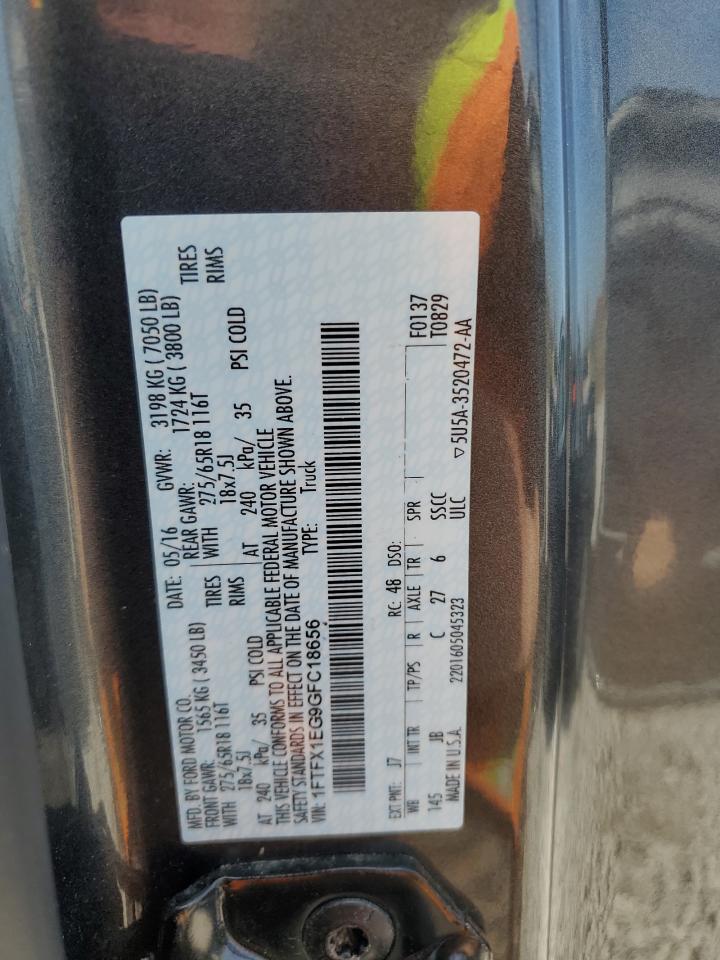 MFD. BY FORD MOTOR CO.
DATE: 05/16 GVWR: 3198 KG ( 7050 LB)
FRONT GAWR: 1565 KG ( 3450 LB) REAR GAWR: 1724 KG ( 3800 LB)
WITH 275/65R18 116T TIRES WITH 275/65R18 116T TIRES
18x7.5J RIMS 18x7.5J RIMS
AT 240 kPa/ 35 PSI COLD AT 240 kPa/ 35 PSI COLD
THIS VEHICLE CONFORMS TO ALL APPLICABLE FEDERAL MOTOR VEHICLE
SAFETY STANDARDS IN EFFECT ON THE DATE OF MANUFACTURE SHOWN ABOVE.
VIN: 1FTFX1EG9GFC18656 TYPE: Truck
EXT PNT: J7 RC: 48 DSO: F0137
WB INT TR TP/PS R AXLE TR SPR T0829
145 JB C 27 6 SSCC
MADE IN U.S.A. 2201605045323 ULC ▽5U5A-3520472-AA